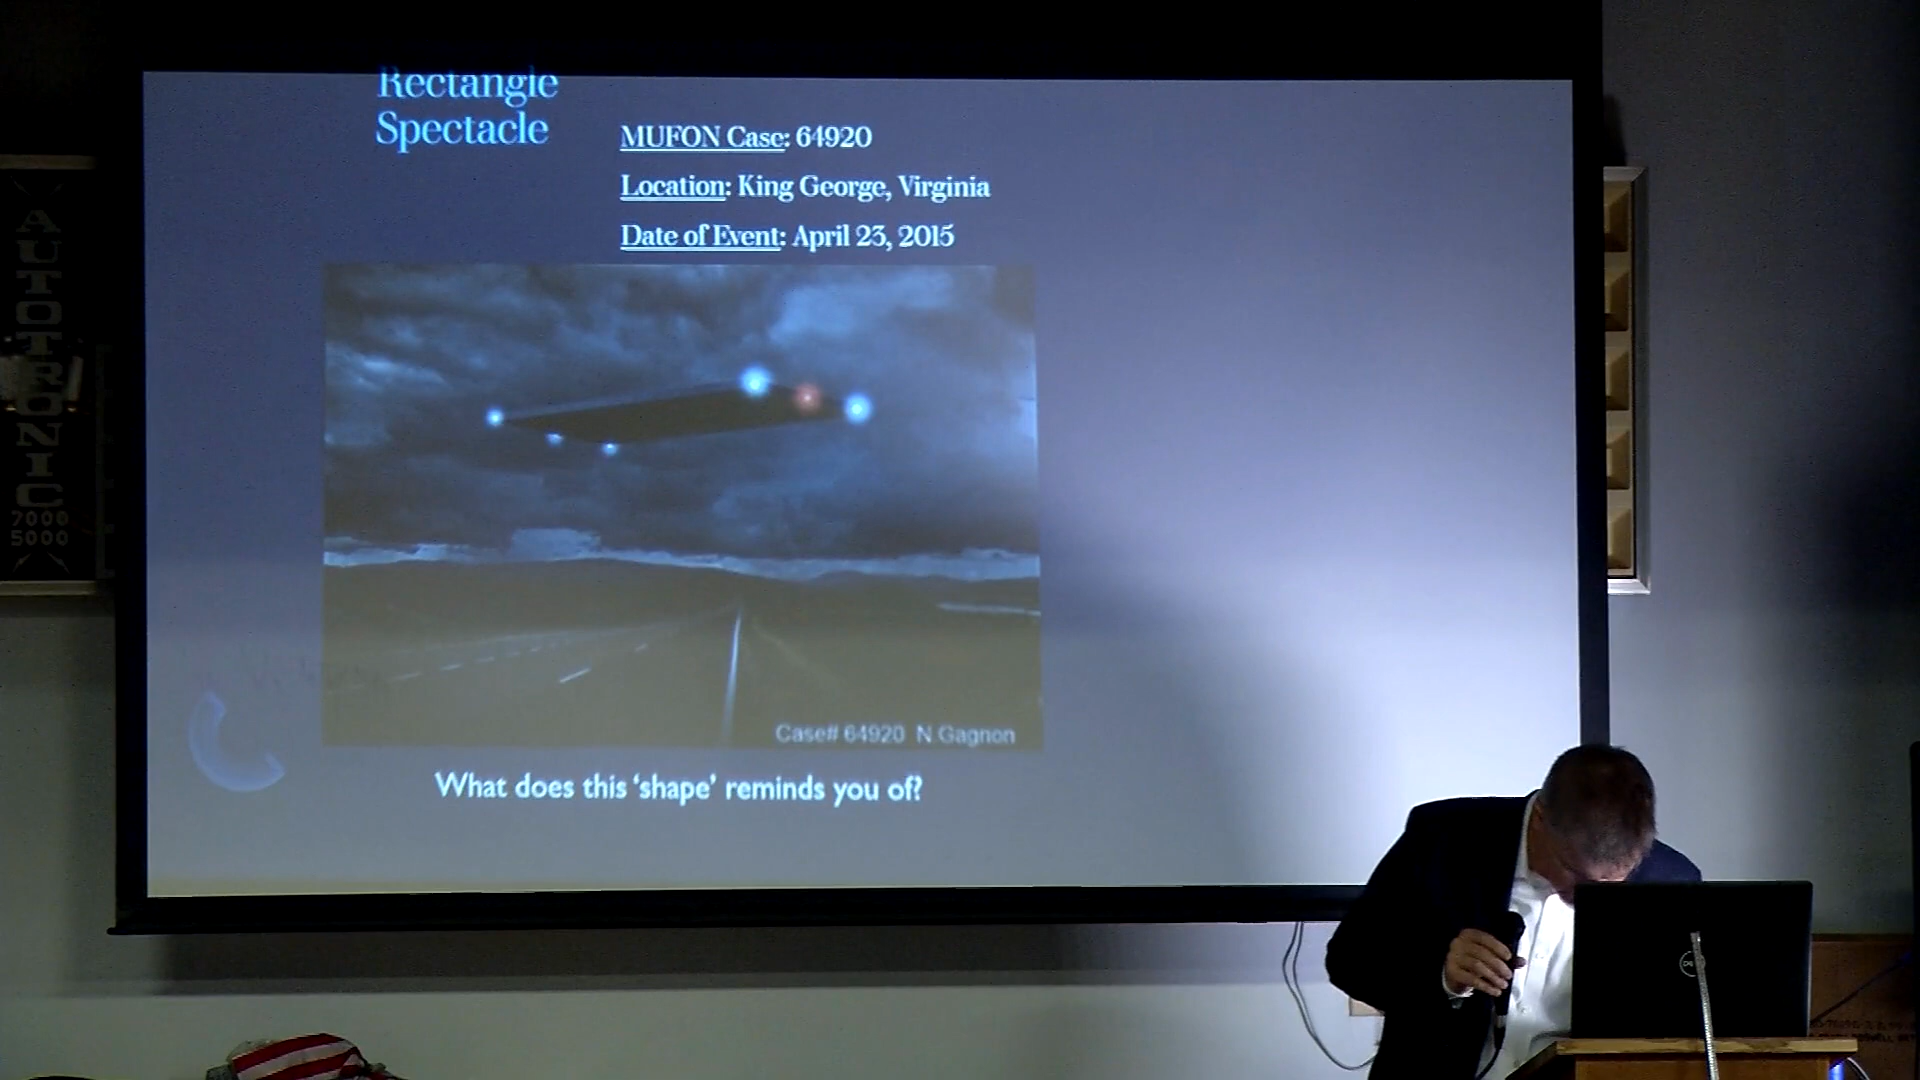 Rectangle
Spectacle
MUFON Case: 64920
Location: King George, Virginia
Date of Event: April 23, 2015
Case# 64920 N Gagnon
What does this ‘shape’ reminds you of?
AUTOTRONIC
7000
5000
DELL